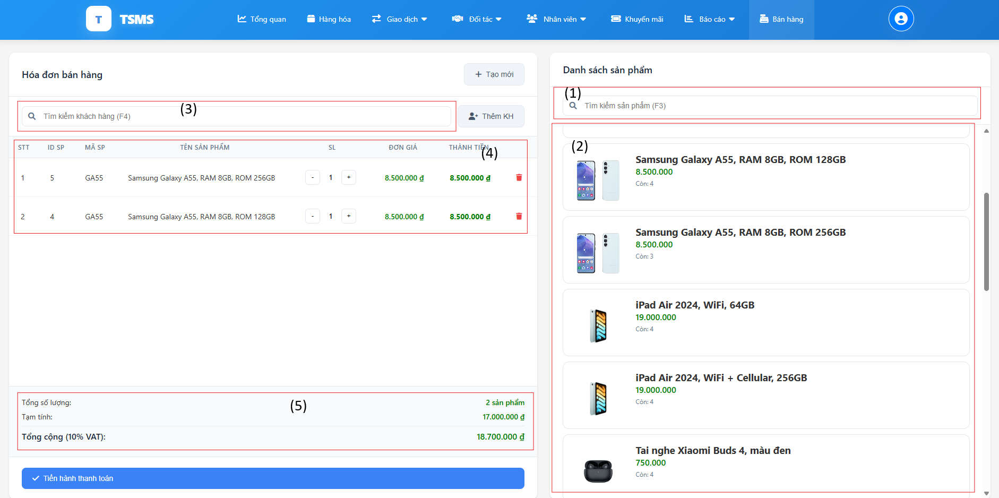 T TSMS Tổng quan Hàng hóa Giao dịch Đối tác Nhân viên Khuyến mãi Báo cáo Bán hàng
Hóa đơn bán hàng
+ Tạo mới
(3)
Tìm kiếm khách hàng (F4)
Thêm KH
STT ID SP MÃ SP TÊN SẢN PHẨM SL ĐƠN GIÁ THÀNH TIỀN
(4)
1 5 GA55 Samsung Galaxy A55, RAM 8GB, ROM 256GB - 1 + 8.500.000 ₫ 8.500.000 ₫
2 4 GA55 Samsung Galaxy A55, RAM 8GB, ROM 128GB - 1 + 8.500.000 ₫ 8.500.000 ₫
(5)
Tổng số lượng: 2 sản phẩm
Tạm tính: 17.000.000 ₫
Tổng cộng (10% VAT): 18.700.000 ₫
Tiến hành thanh toán
Danh sách sản phẩm
(1)
Tìm kiếm sản phẩm (F3)
(2)
Samsung Galaxy A55, RAM 8GB, ROM 128GB
8.500.000
Còn: 4
Samsung Galaxy A55, RAM 8GB, ROM 256GB
8.500.000
Còn: 3
iPad Air 2024, WiFi, 64GB
19.000.000
Còn: 4
iPad Air 2024, WiFi + Cellular, 256GB
19.000.000
Còn: 4
Tai nghe Xiaomi Buds 4, màu đen
750.000
Còn: 4